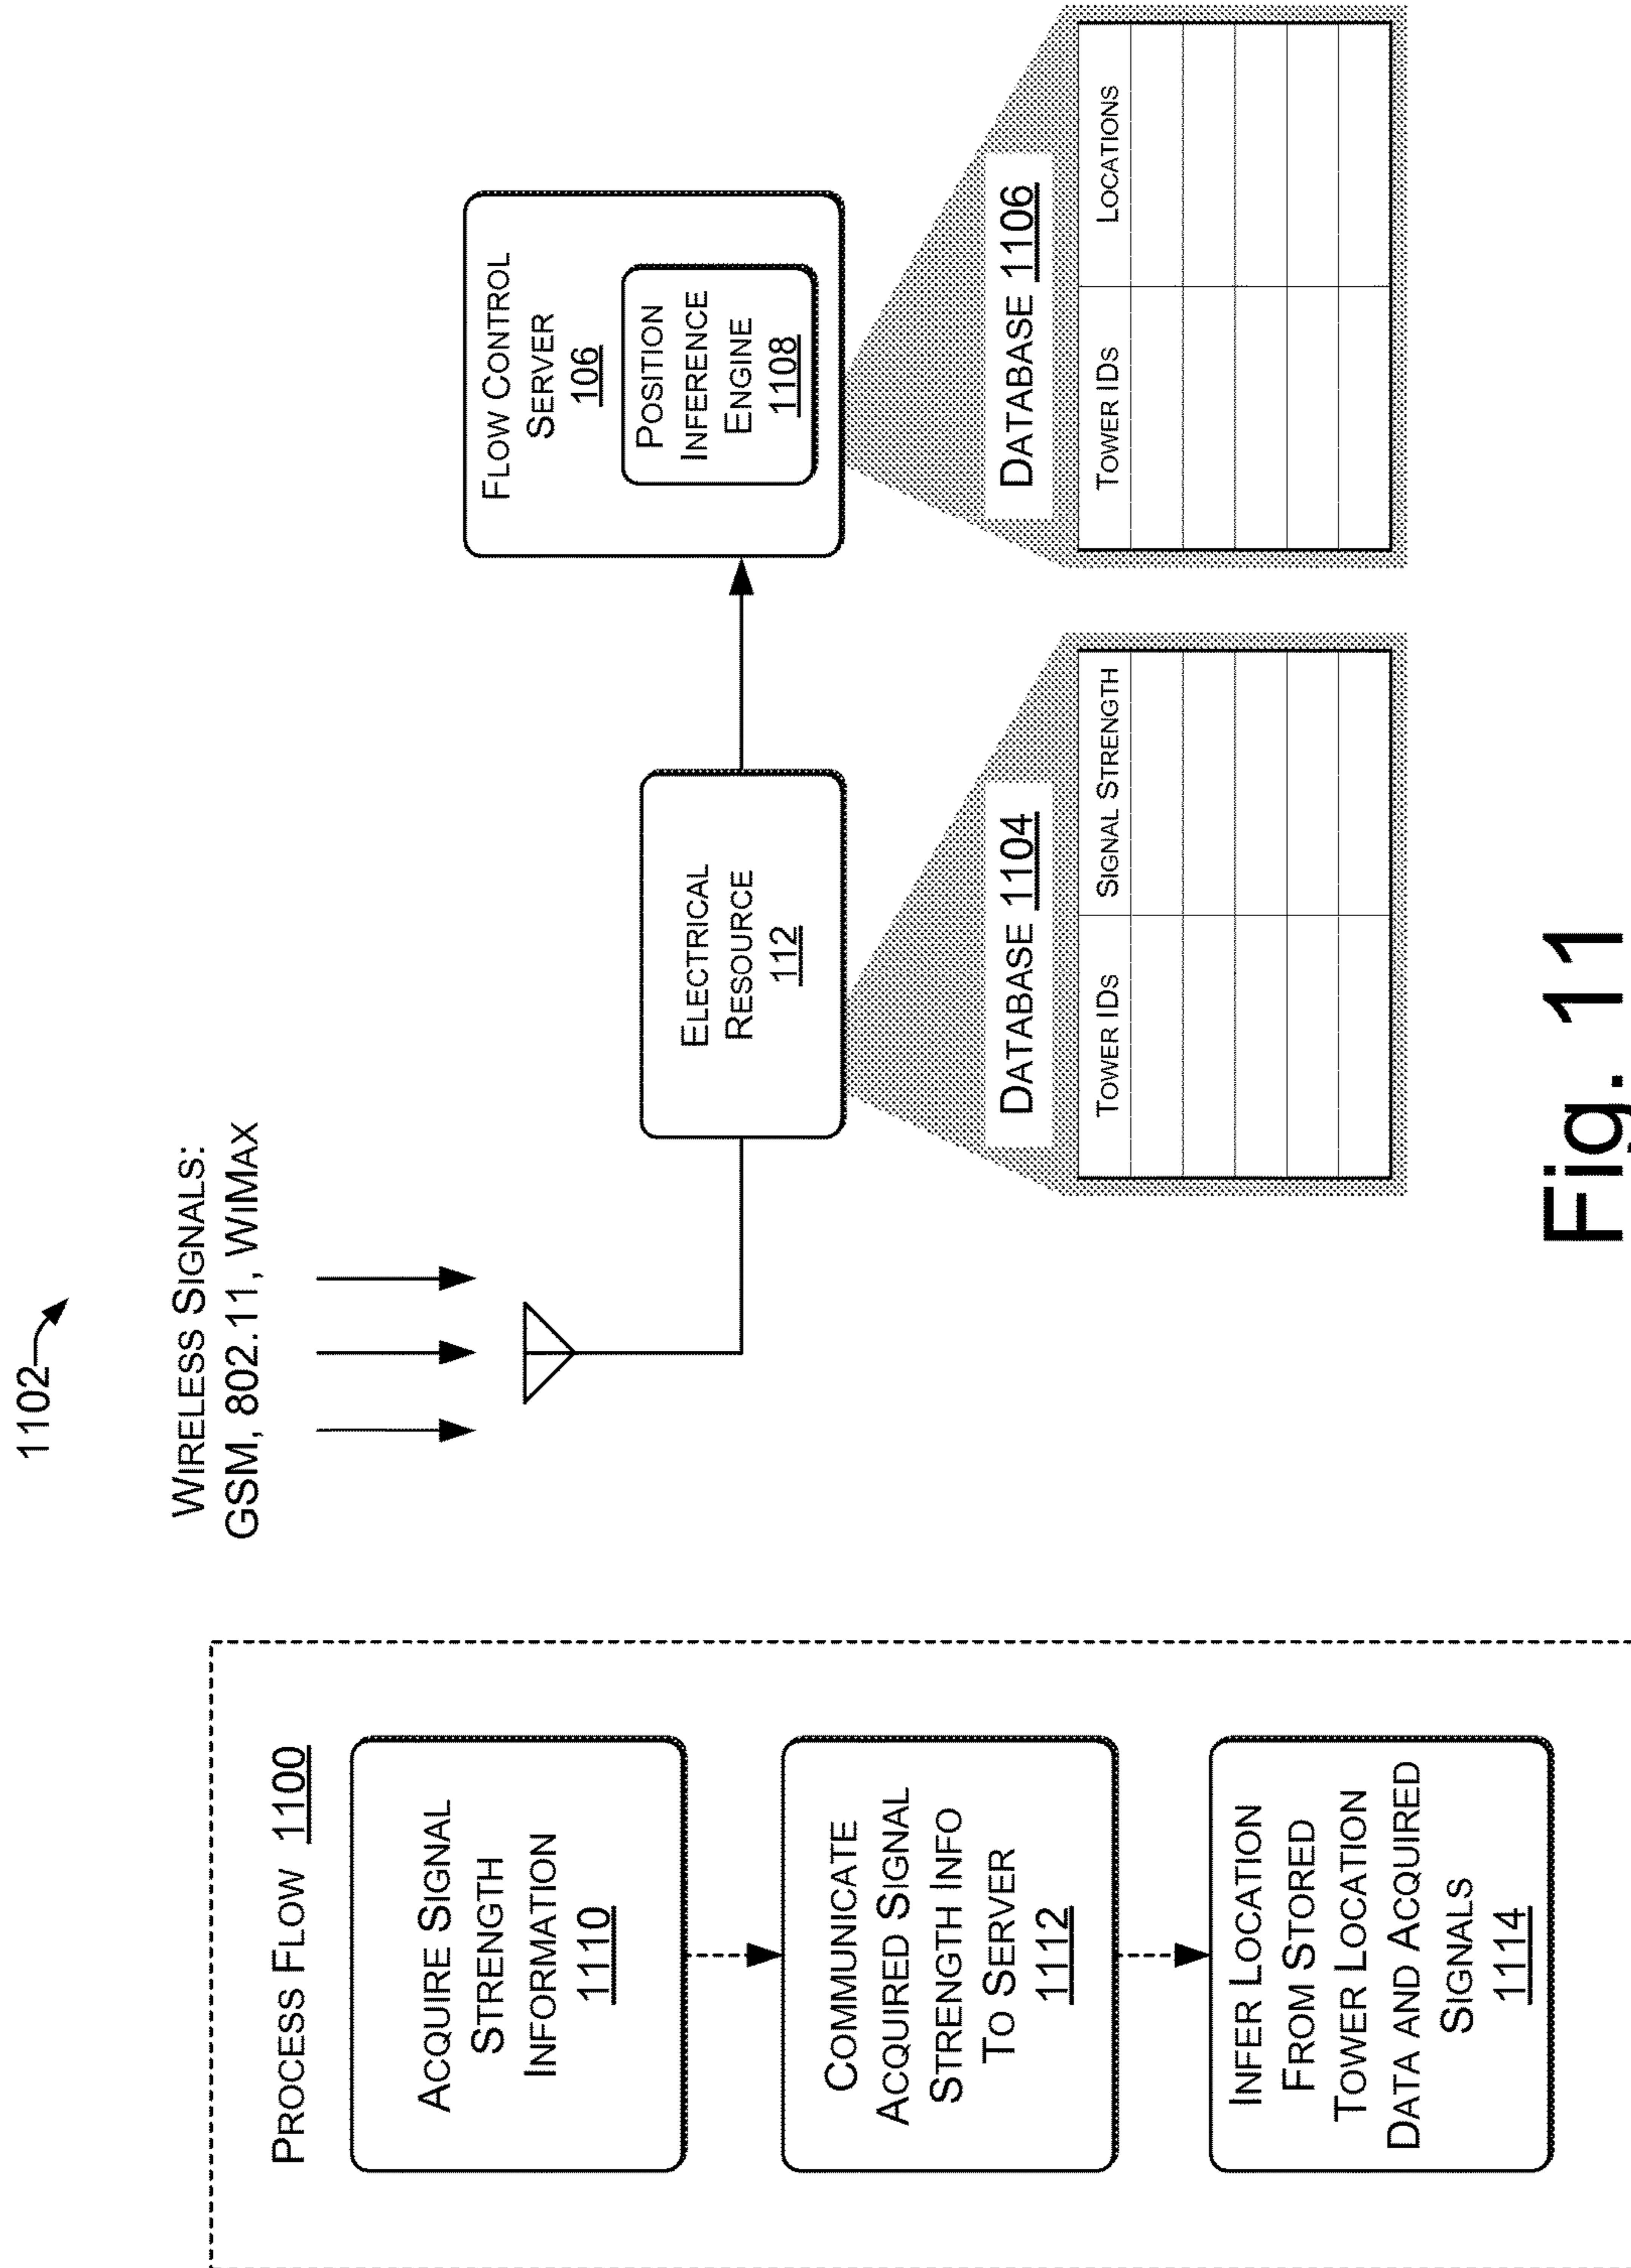 1102
WIRELESS SIGNALS:
GSM, 802.11, WIMAX
PROCESS FLOW 1100
ACQUIRE SIGNAL
STRENGTH
INFORMATION
1110
COMMUNICATE
ACQUIRED SIGNAL
STRENGTH INFO
TO SERVER
1112
INFER LOCATION
FROM STORED
TOWER LOCATION
DATA AND ACQUIRED
SIGNALS
1114
ELECTRICAL
RESOURCE
112
FLOW CONTROL
SERVER
106
POSITION
INFERENCE
ENGINE
1108
DATABASE 1104
TOWER IDS
SIGNAL STRENGTH
DATABASE 1106
TOWER IDS
LOCATIONS
Fig. 11